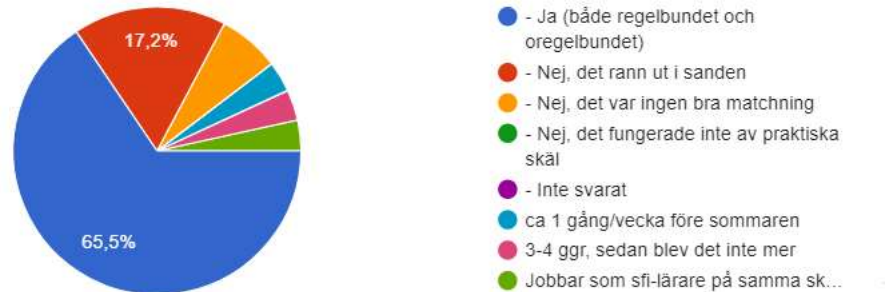 17,2%
65,5%
- Ja (både regelbundet och
oregelbundet)
- Nej, det rann ut i sanden
- Nej, det var ingen bra matchning
- Nej, det fungerade inte av praktiska
skäl
- Inte svarat
ca 1 gång/vecka före sommaren
3-4 ggr, sedan blev det inte mer
Jobbar som sfi-lärare på samma sk...